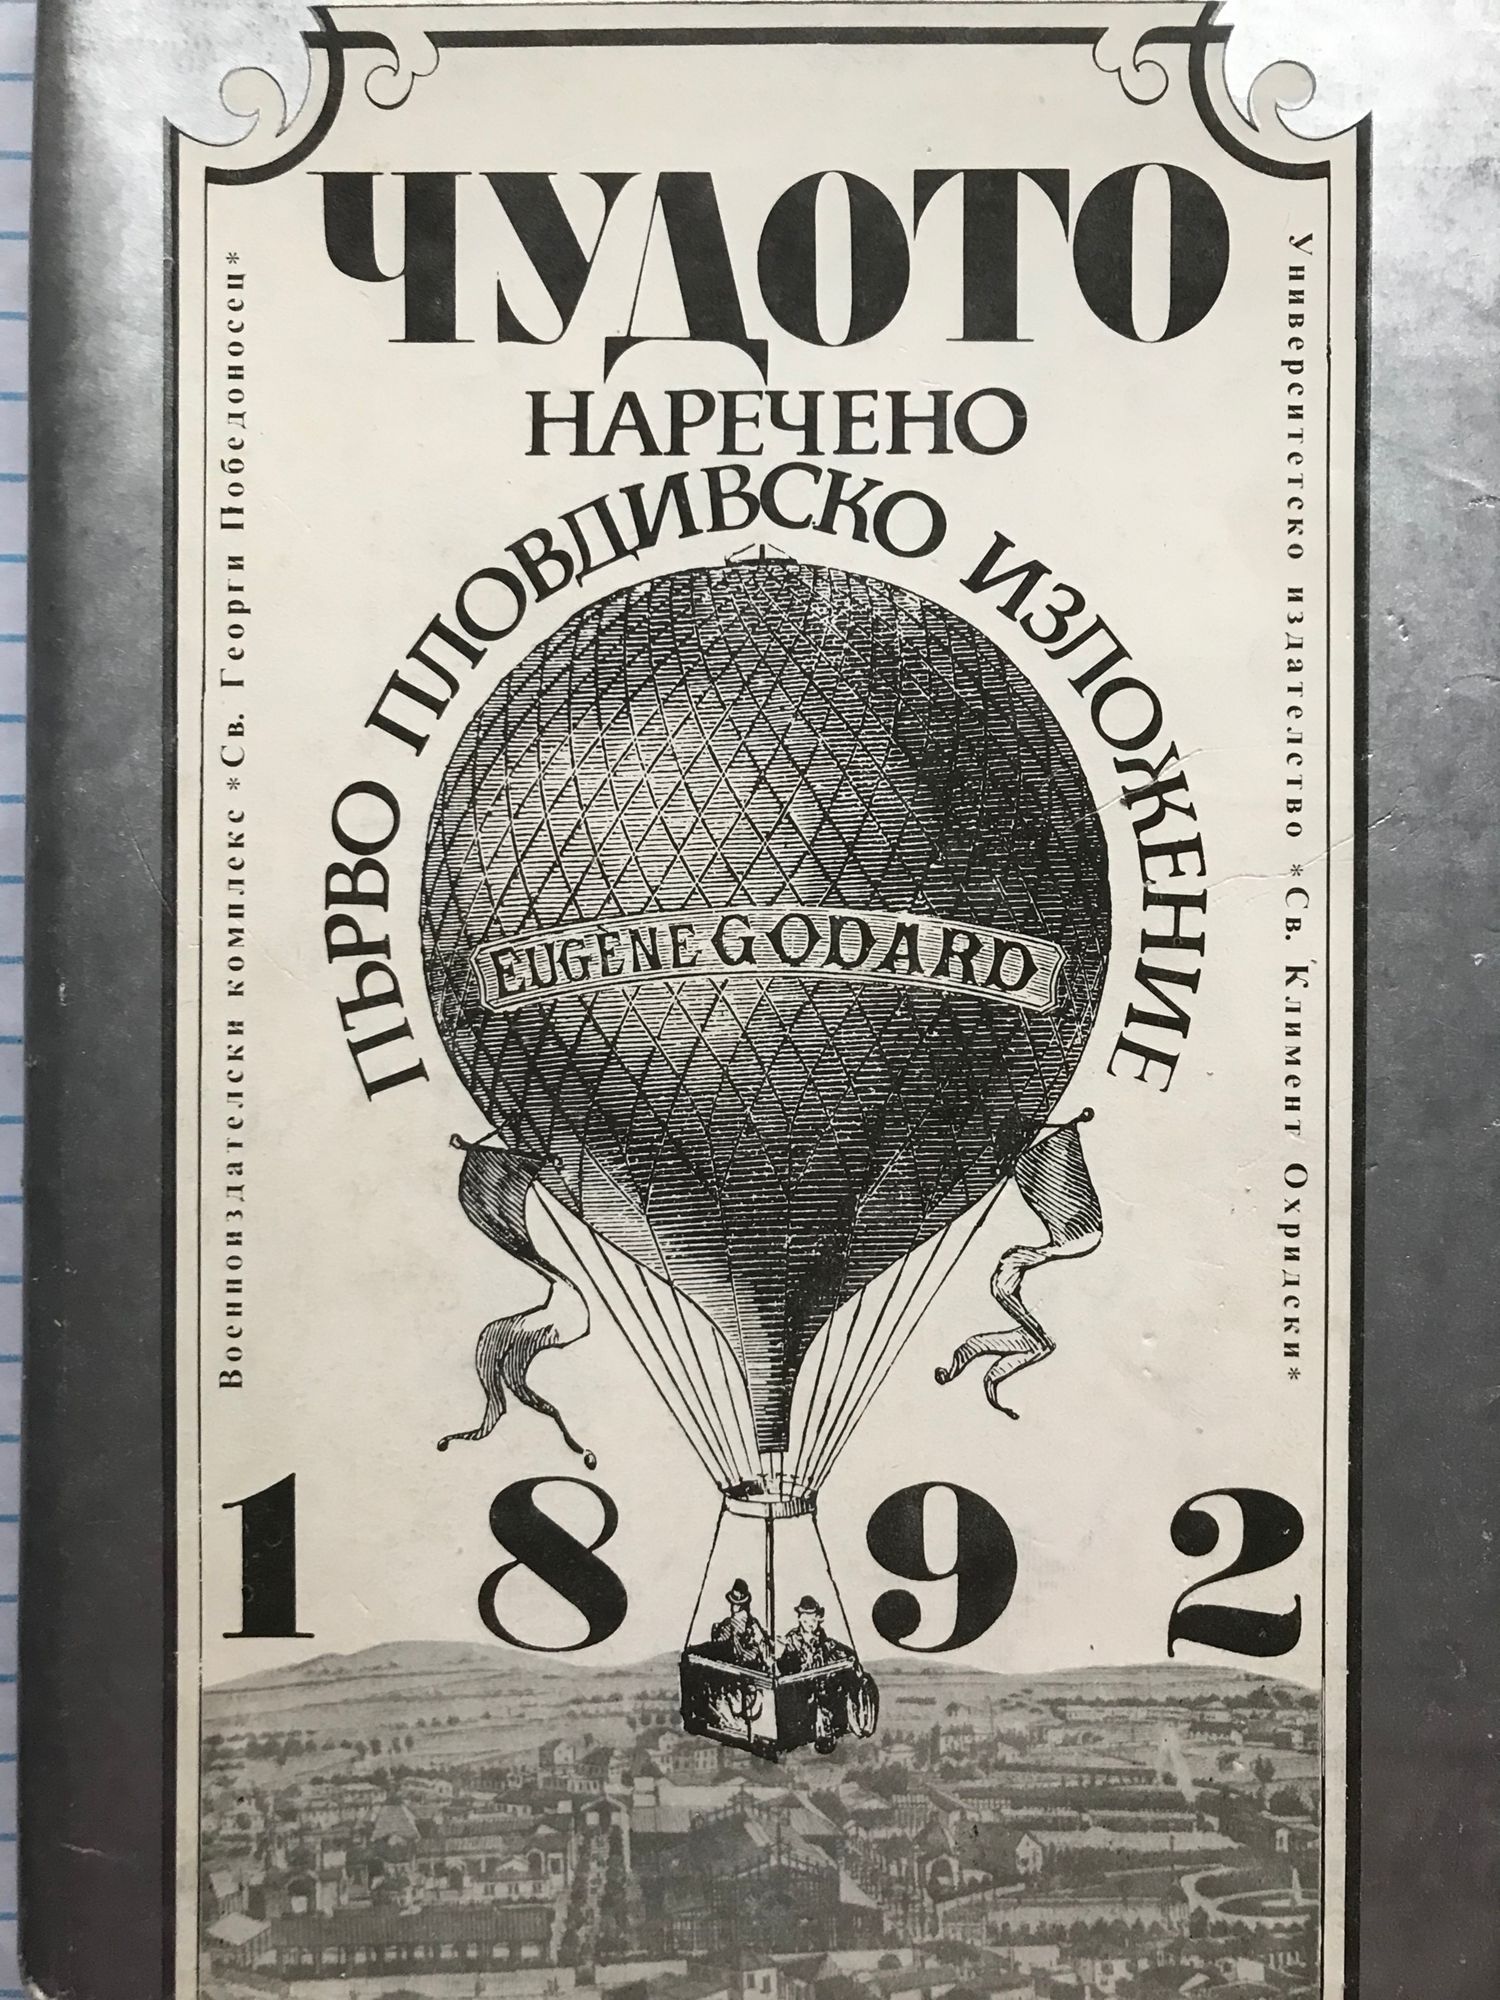 ЧУДОТО
НАРЕЧЕНО
ПЪРВО ПЛОВДИВСКО ИЗЛОЖЕНИЕ
EUGÈNE GODARD
1892
Военноиздателски комплекс *Св. Георги Победоносец*
Университетско издателство *Св. Климент Охридски*